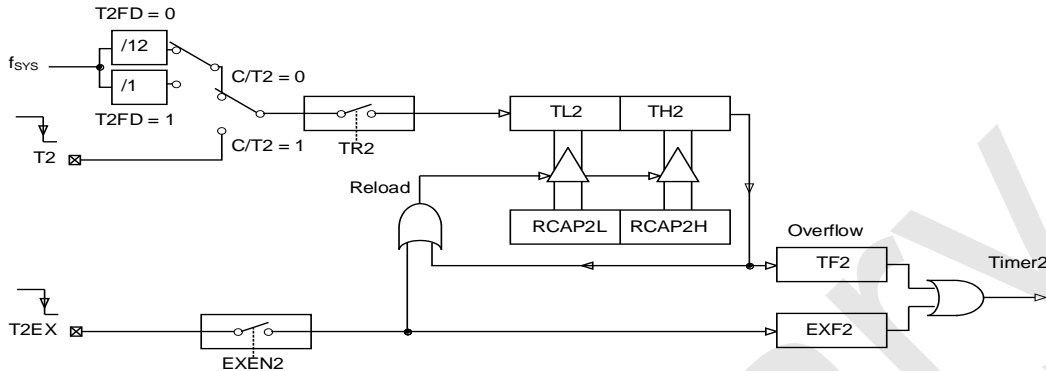 T2FD = 0
/12
fSYS
C/T2 = 0
/1
T2FD = 1
TL2
TH2
T2
C/T2 = 1
TR2
Reload
RCAP2L
RCAP2H
Overflow
TF2
Timer2
T2EX
EXF2
EXEN2